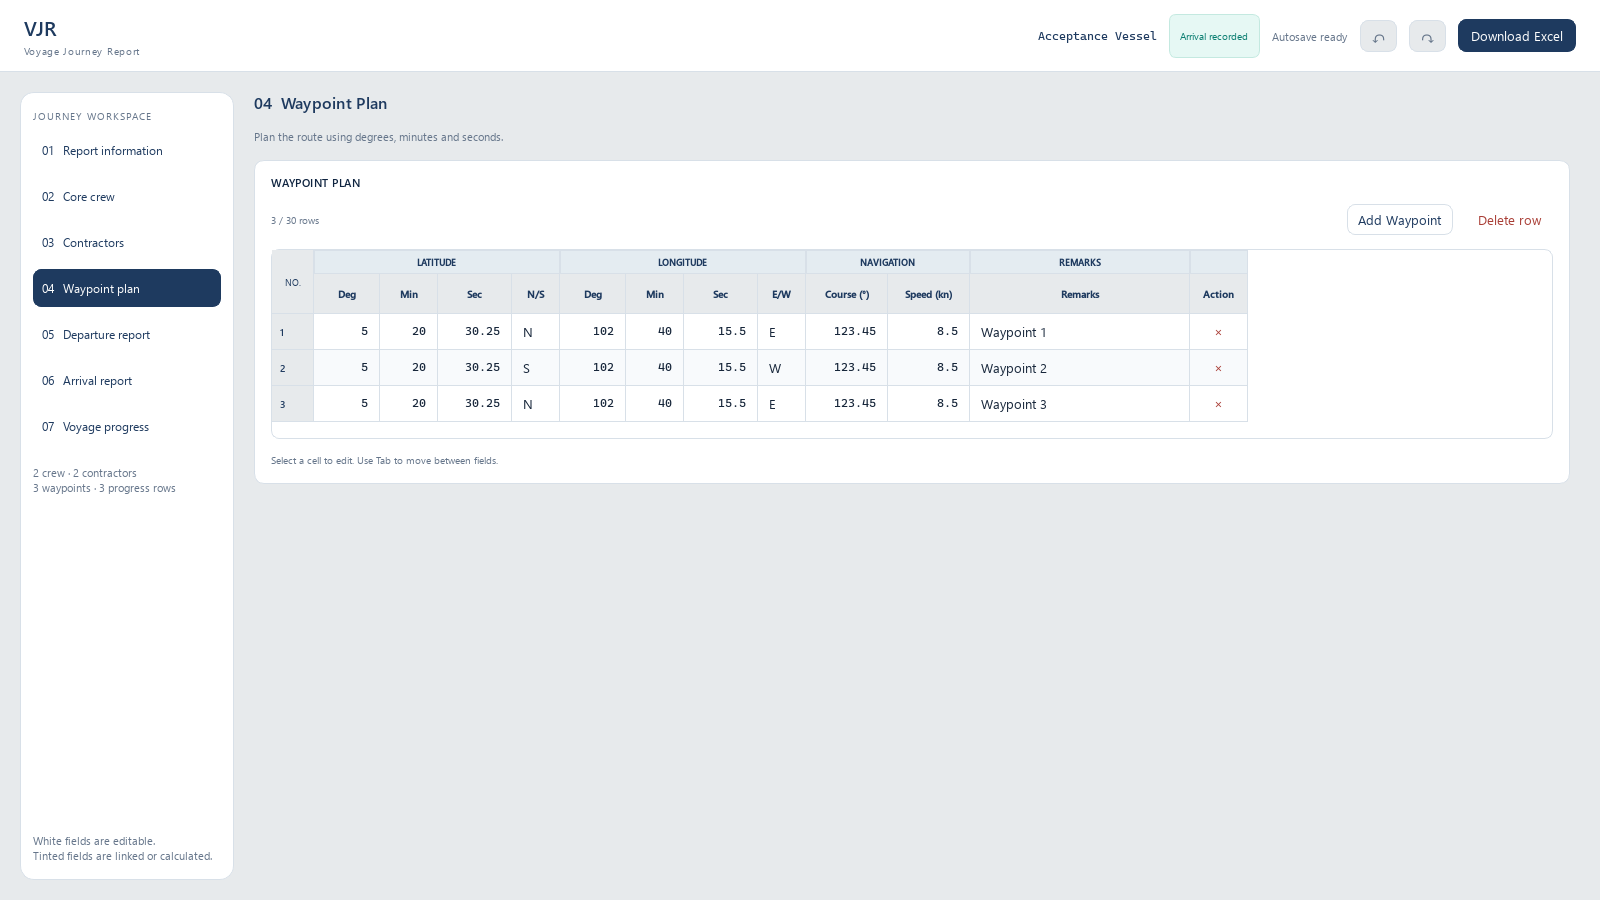 VJR
Voyage Journey Report
Acceptance Vessel
Arrival recorded
Autosave ready
Download Excel
JOURNEY WORKSPACE
01 Report information
02 Core crew
03 Contractors
04 Waypoint plan
05 Departure report
06 Arrival report
07 Voyage progress
2 crew · 2 contractors
3 waypoints · 3 progress rows
White fields are editable.
Tinted fields are linked or calculated.
04 Waypoint Plan
Plan the route using degrees, minutes and seconds.
WAYPOINT PLAN
3 / 30 rows
Add Waypoint
Delete row
NO. LATITUDE LONGITUDE NAVIGATION REMARKS
Deg Min Sec N/S Deg Min Sec E/W Course (°) Speed (kn) Remarks Action
1 5 20 30.25 N 102 40 15.5 E 123.45 8.5 Waypoint 1 ×
2 5 20 30.25 S 102 40 15.5 W 123.45 8.5 Waypoint 2 ×
3 5 20 30.25 N 102 40 15.5 E 123.45 8.5 Waypoint 3 ×
Select a cell to edit. Use Tab to move between fields.